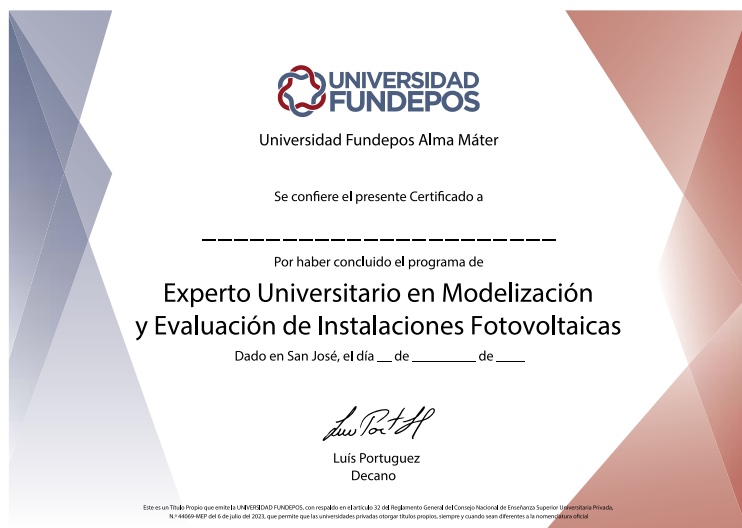 UNIVERSIDAD
FUNDEPOS
Universidad Fundepos Alma Máter
Se confiere el presente Certificado a
Por haber concluido el programa de
Experto Universitario en Modelización
y Evaluación de Instalaciones Fotovoltaicas
Dado en San José, el día __ de ________ de ____
Luís Portuguez
Decano
Este es un Título Propio que emite la UNIVERSIDAD FUNDEPOS, con respaldo en el artículo 32 del Reglamento General del Consejo Nacional de Enseñanza Superior Universitaria Privada,
N.º 44069-MEP del 6 de julio del 2023, que permite que las universidades privadas otorgar títulos propios, siempre y cuando sean diferentes a la nomenclatura oficial